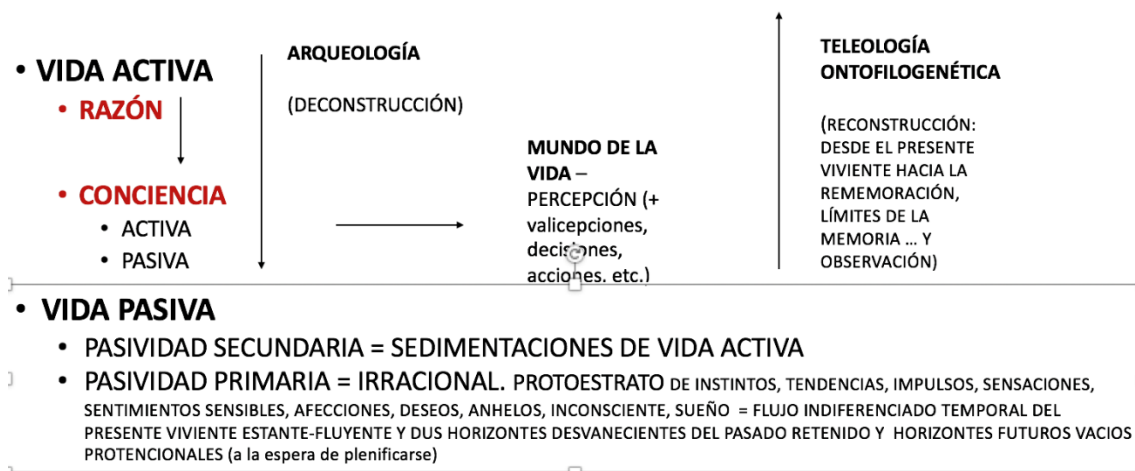 • VIDA ACTIVA
• RAZÓN
• CONCIENCIA
• ACTIVA
• PASIVA
ARQUEOLOGÍA
(DECONSTRUCCIÓN)
MUNDO DE LA
VIDA –
PERCEPCIÓN (+
valicepciones,
decisiones,
acciones. etc.)
TELEOLOGÍA
ONTOFILOGENÉTICA
(RECONSTRUCCIÓN:
DESDE EL PRESENTE
VIVIENTE HACIA LA
REMEMORACIÓN,
LÍMITES DE LA
MEMORIA ... Y
OBSERVACIÓN)
• VIDA PASIVA
• PASIVIDAD SECUNDARIA = SEDIMENTACIONES DE VIDA ACTIVA
• PASIVIDAD PRIMARIA = IRRACIONAL. PROTOESTRATO DE INSTINTOS, TENDENCIAS, IMPULSOS, SENSACIONES,
SENTIMIENTOS SENSIBLES, AFECCIONES, DESEOS, ANHELOS, INCONSCIENTE, SUEÑO = FLUJO INDIFERENCIADO TEMPORAL DEL
PRESENTE VIVIENTE ESTANTE-FLUYENTE Y DUS HORIZONTES DESVANECIENTES DEL PASADO RETENIDO Y HORIZONTES FUTUROS VACIOS
PROTENCIONALES (a la espera de plenificarse)